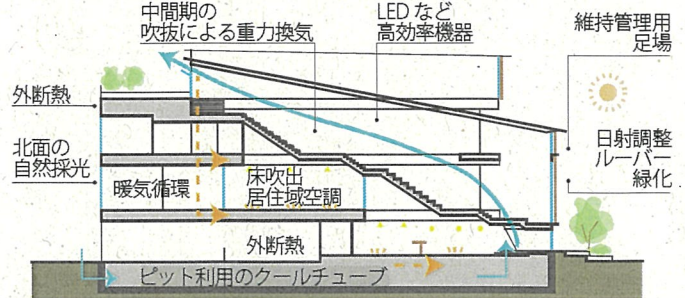 中間期の
吹抜による重力換気
LEDなど
高効率機器
維持管理用
足場
外断熱
北面の
自然採光
日射調整
ルーバー
緑化
暖気循環
床吹出
居住域空調
外断熱
ピット利用のクールチューブ